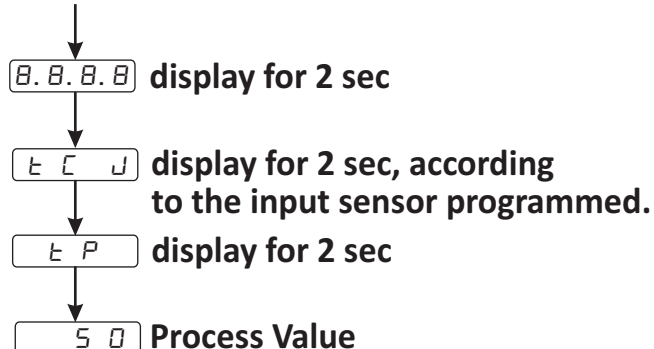 8.8.8.8 display for 2 sec
t C J display for 2 sec, according
to the input sensor programmed.
t P display for 2 sec
5 0 Process Value